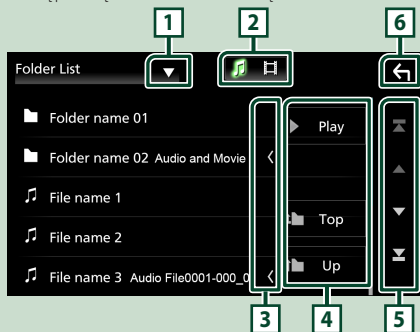 1 2 6
Folder List
Folder name 01
Play
Folder name 02 Audio and Movie
File name 1
File name 2
Top
File name 3 Audio File0001-000_0
Up
3 4 5